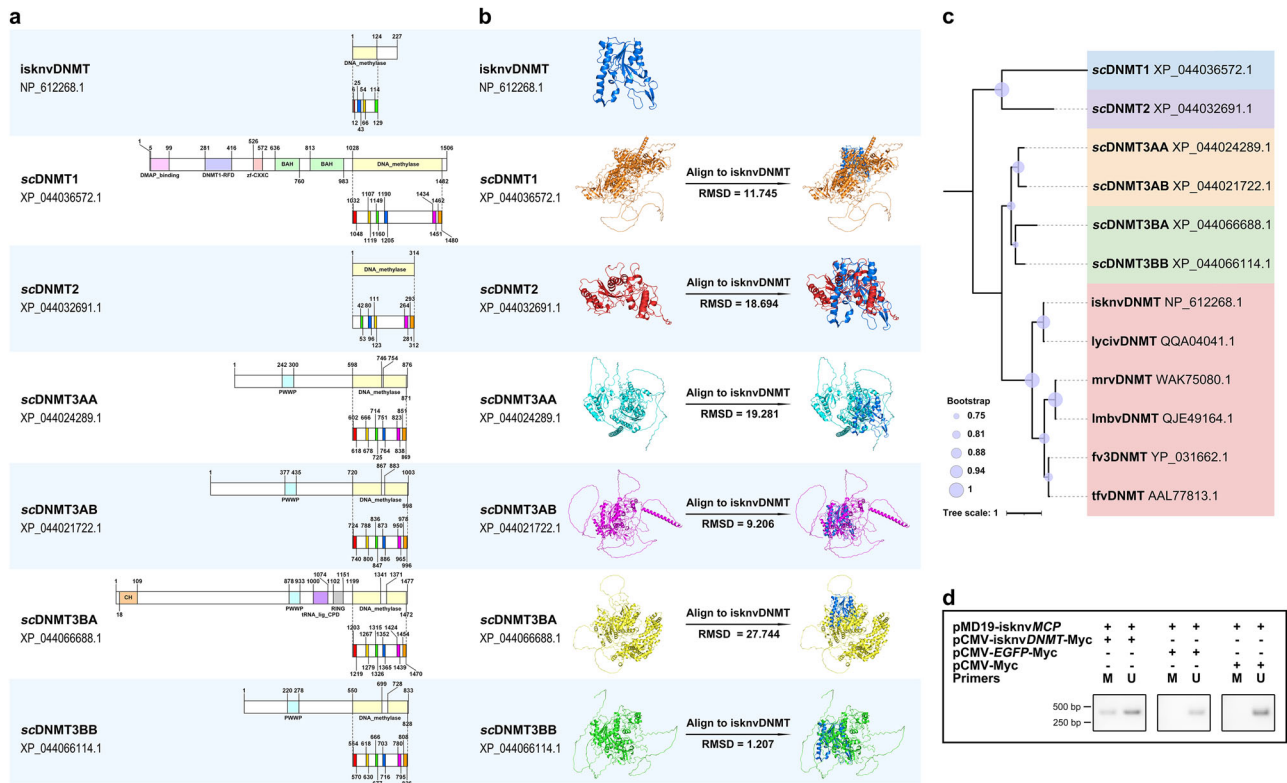 a
isknvDNMT
NP_612268.1
1 124 227
DNA_methylase
25 54 114
6
12 66 129
43
scDNMT1
XP_044036572.1
1
5 99 281 416 526 572 636 813 1028 1506
DMAP_binding DNMT1-RFD zf-CXXC BAH BAH DNA_methylase
760 983 1482
1107 1190 1434
1032 1149 1462
1048 1160 1205 1451
1119 1480
scDNMT2
XP_044032691.1
1 314
DNA_methylase
111 293
42 80 264
53 96 281
123 312
scDNMT3AA
XP_044024289.1
746 754
1 242 300 598 876
PWWP DNA_methylase
871
714 851
602 666 751 823
618 678 764 838
725 869
scDNMT3AB
XP_044021722.1
867 883
1 377 435 720 1003
PWWP DNA_methylase
998
836 978
724 788 873 950
740 800 886 965
847 996
scDNMT3BA
XP_044066688.1
1074 1151 1341 1371
1 109 878 933 1000 1102 1199 1477
CH
18 PWWP tRNA_lig_CPD RING DNA_methylase 1472
1315 1424
1203 1267 1352 1454
1219 1279 1365 1439
1326 1470
scDNMT3BB
XP_044066114.1
699 728
1 220 278 550 833
PWWP DNA_methylase
828
666 808
554 618 703 780
570 630 716 795
b
isknvDNMT
NP_612268.1
scDNMT1
XP_044036572.1
Align to isknvDNMT
RMSD = 11.745
scDNMT2
XP_044032691.1
Align to isknvDNMT
RMSD = 18.694
scDNMT3AA
XP_044024289.1
Align to isknvDNMT
RMSD = 19.281
scDNMT3AB
XP_044021722.1
Align to isknvDNMT
RMSD = 9.206
scDNMT3BA
XP_044066688.1
Align to isknvDNMT
RMSD = 27.744
scDNMT3BB
XP_044066114.1
Align to isknvDNMT
RMSD = 1.207
c
scDNMT1 XP_044036272.1
scDNMT2 XP_044032691.1
scDNMT3AA XP_044024289.1
scDNMT3AB XP_044021722.1
scDNMT3BA XP_044066688.1
scDNMT3BB XP_044066114.1
isknvDNMT NP_612268.1
lycivDNMT QQA04041.1
mrvDNMT WAK75080.1
lmbvDNMT QJE49164.1
fv3DNMT YP_031662.1
tfvDNMT AAL77813.1
Bootstrap
0.75
0.81
0.88
0.94
1
Tree scale: 1
d
pMD19-isknvMCP + + + + + +
pCMV-isknvDNMT-Myc + + - - - -
pCMV-EGFP-Myc - - + + - -
pCMV-Myc - - - - + +
Primers M U M U M U
500 bp
250 bp